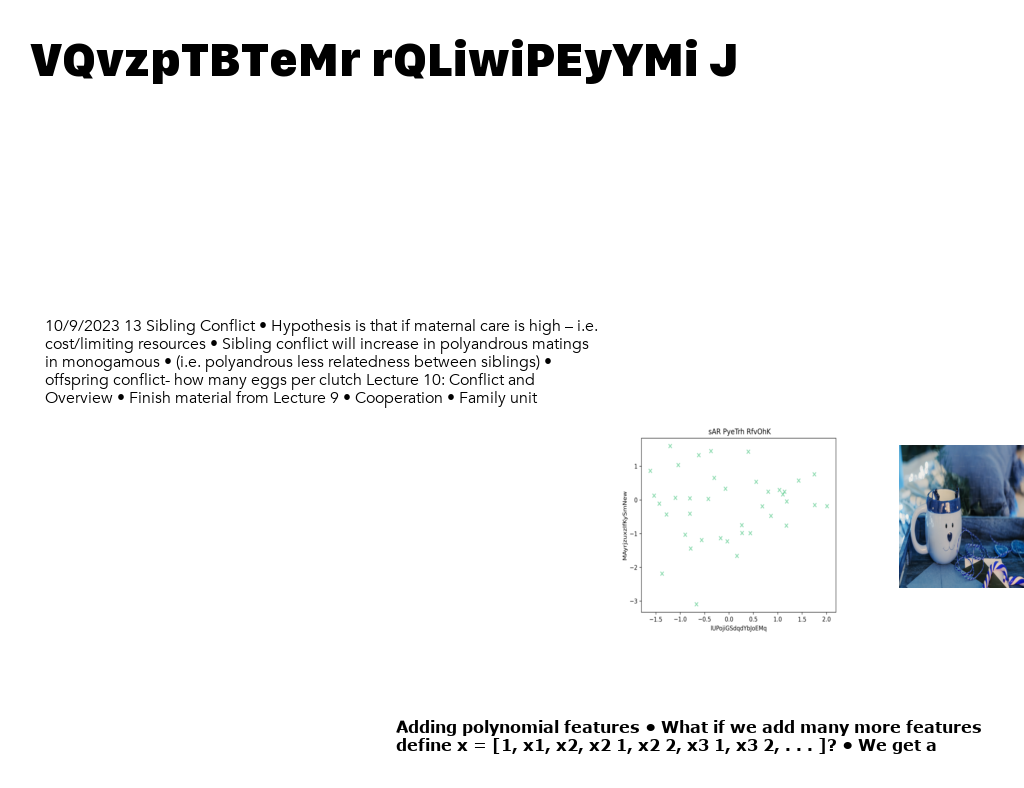 VQvzpTBTeMr rQLiwiPEyYMi J
10/9/2023 13 Sibling Conflict • Hypothesis is that if maternal care is high – i.e.
cost/limiting resources • Sibling conflict will increase in polyandrous matings
in monogamous • (i.e. polyandrous less relatedness between siblings) •
offspring conflict- how many eggs per clutch Lecture 10: Conflict and
Overview • Finish material from Lecture 9 • Cooperation • Family unit
sAR PyeTrh RfvOhK
1
0
−1
−2
−3
−1.5 −1.0 −0.5 0.0 0.5 1.0 1.5 2.0
Adding polynomial features • What if we add many more features
define x = [1, x1, x2, x2 1, x2 2, x3 1, x3 2, . . . ]? • We get a